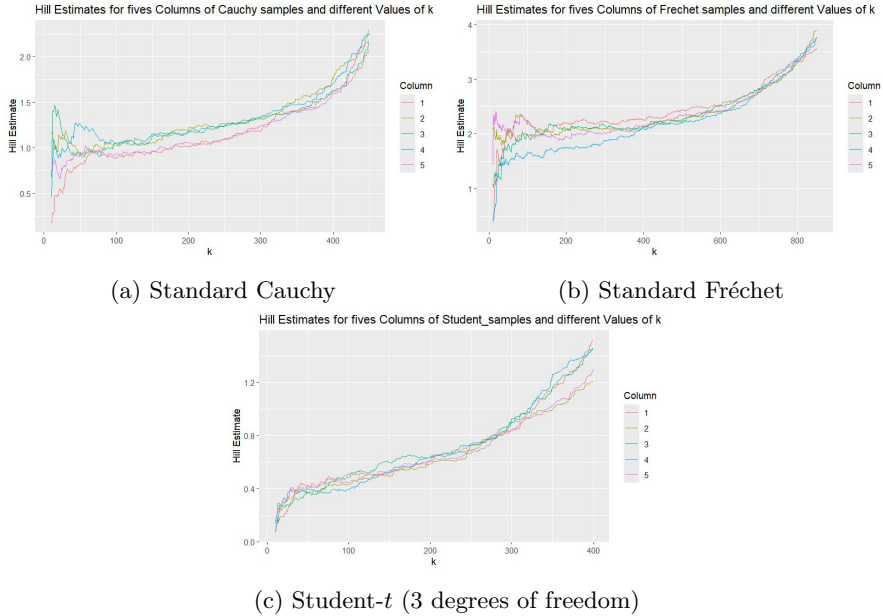 Hill Estimates for fives Columns of Cauchy samples and different Values of k
2.0
1.5
1.0
0.5
Hill Estimate
0
100
200
300
400
k
Column
1
2
3
4
5
(a) Standard Cauchy
Hill Estimates for fives Columns of Frechet samples and different Values of k
4
3
2
1
Hill Estimate
0
200
400
600
800
k
Column
1
2
3
4
5
(b) Standard Fréchet
Hill Estimates for fives Columns of Student_samples and different Values of k
1.2
0.8
0.4
0.0
Hill Estimate
0
100
200
300
400
k
Column
1
2
3
4
5
(c) Student-t (3 degrees of freedom)